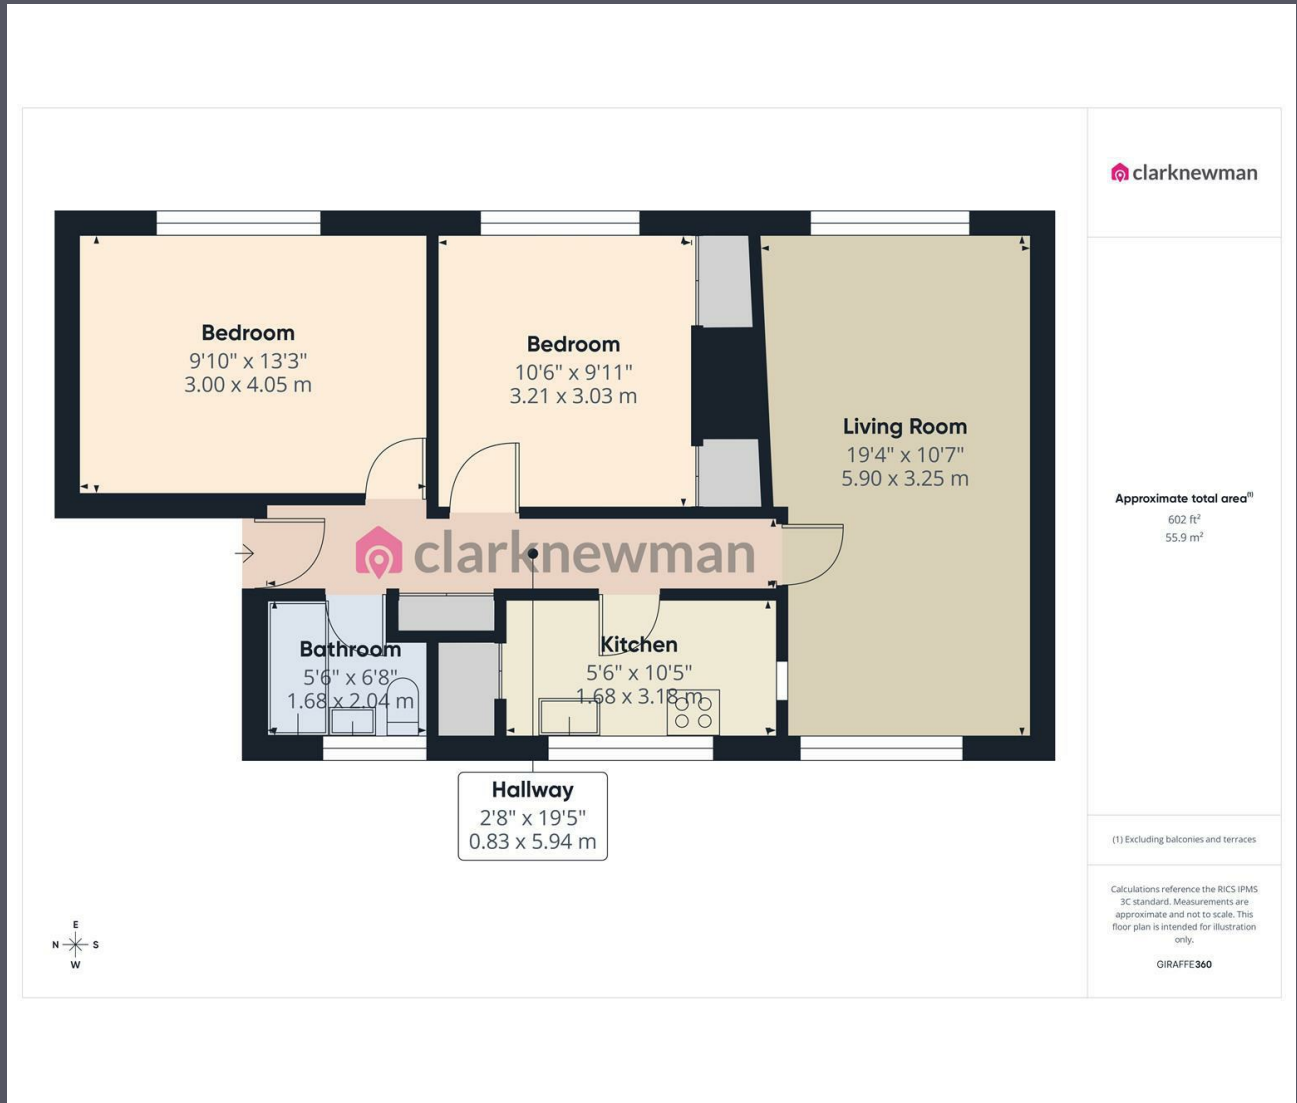 clarknewman
Bedroom
9'10" x 13'3"
3.00 x 4.05 m
Bedroom
10'6" x 9'11"
3.21 x 3.03 m
Living Room
19'4" x 10'7"
5.90 x 3.25 m
clarknewman
Bathroom
5'6" x 6'8"
1.68 x 2.04 m
Kitchen
5'6" x 10'5"
1.68 x 3.18 m
Hallway
2'8" x 19'5"
0.83 x 5.94 m
E
N S
W
Approximate total area(1)
602 ft²
55.9 m²
(1) Excluding balconies and terraces
Calculations reference the RICS IPMS
3C standard. Measurements are
approximate and not to scale. This
floor plan is intended for illustration
only.
GIRAFFE360